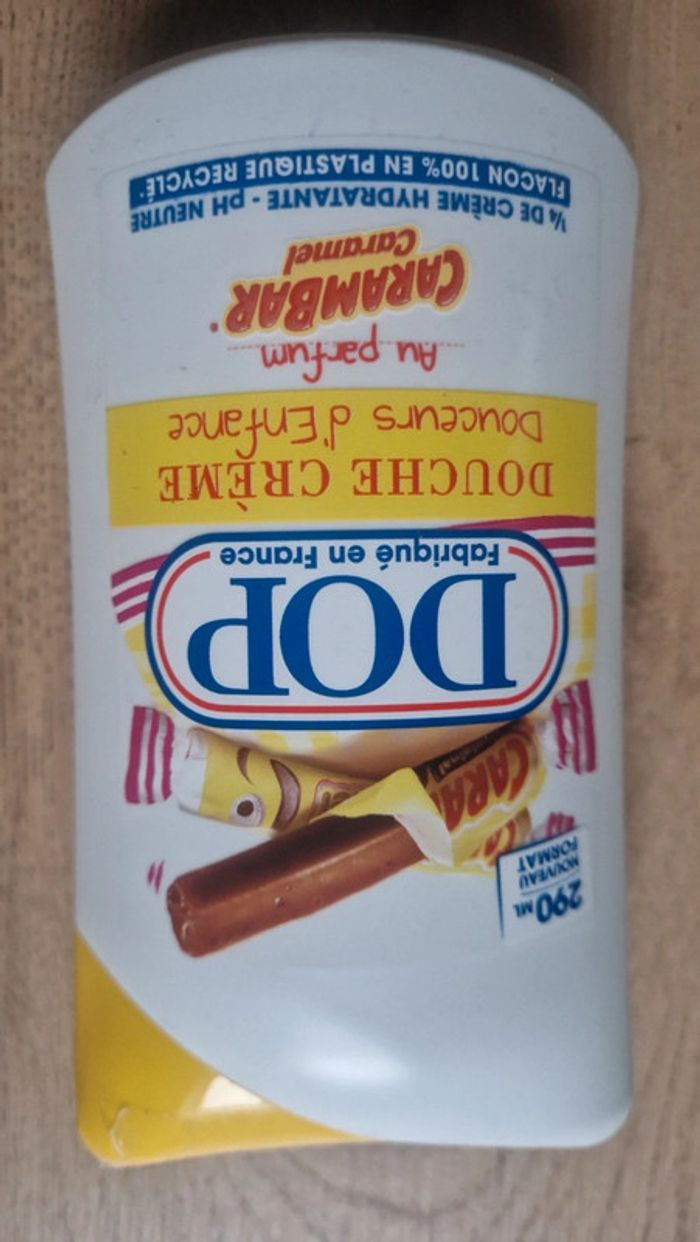 290 ML
NOUVEAU
FORMAT
CARA
DOP
Fabriqué en France
DOUCHE CRÈME
Douceurs d'Enfance
Au parfum
CARAMBAR
Caramel
¼ DE CRÈME HYDRATANTE - pH NEUTRE
FLACON 100% EN PLASTIQUE RECYCLÉ*